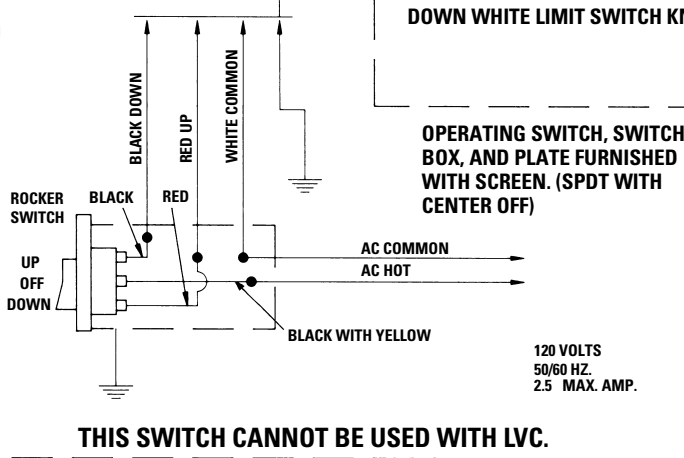 DOWN WHITE LIMIT SWITCH
BLACK DOWN
RED UP
WHITE COMMON
OPERATING SWITCH, SWITCH
BOX, AND PLATE FURNISHED
WITH SCREEN. (SPDT WITH
CENTER OFF)
ROCKER
SWITCH
BLACK
RED
UP
OFF
DOWN
AC COMMON
AC HOT
BLACK WITH YELLOW
120 VOLTS
50/60 HZ.
2.5 MAX. AMP.
THIS SWITCH CANNOT BE USED WITH LVC.